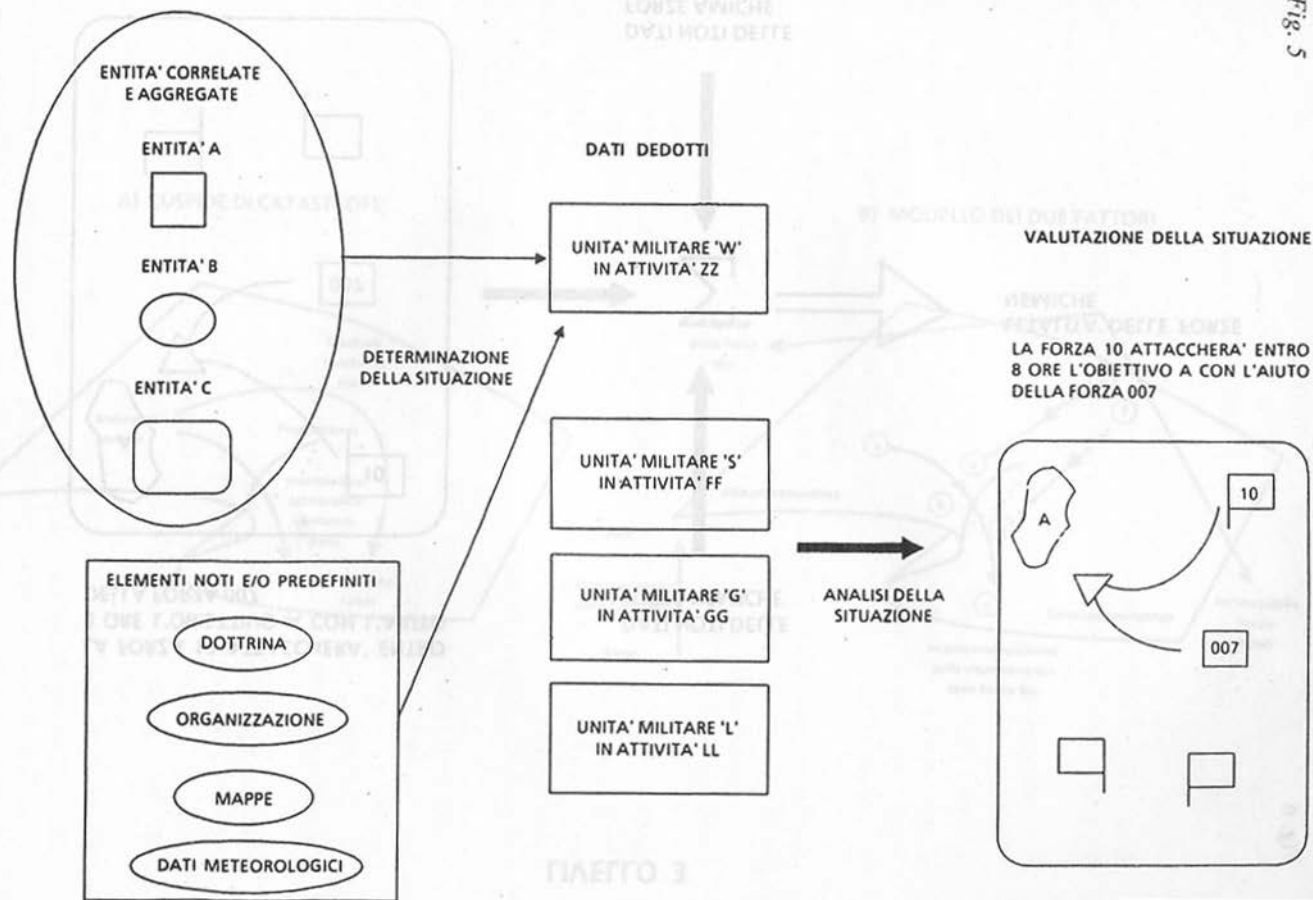 Fig. 5
ENTITA' CORRELATE
E AGGREGATE
ENTITA' A
ENTITA' B
ENTITA' C
DETERMINAZIONE
DELLA SITUAZIONE
ELEMENTI NOTI E/O PREDEFINITI
DOTTRINA
ORGANIZZAZIONE
MAPPE
DATI METEOROLOGICI
DATI DEDOTTI
UNITA' MILITARE 'W'
IN ATTIVITA' ZZ
UNITA' MILITARE 'S'
IN ATTIVITA' FF
UNITA' MILITARE 'G'
IN ATTIVITA' GG
UNITA' MILITARE 'L'
IN ATTIVITA' LL
ANALISI DELLA
SITUAZIONE
VALUTAZIONE DELLA SITUAZIONE
LA FORZA 10 ATTACCHERA' ENTRO
8 ORE L'OBIETTIVO A CON L'AIUTO
DELLA FORZA 007
A
10
007